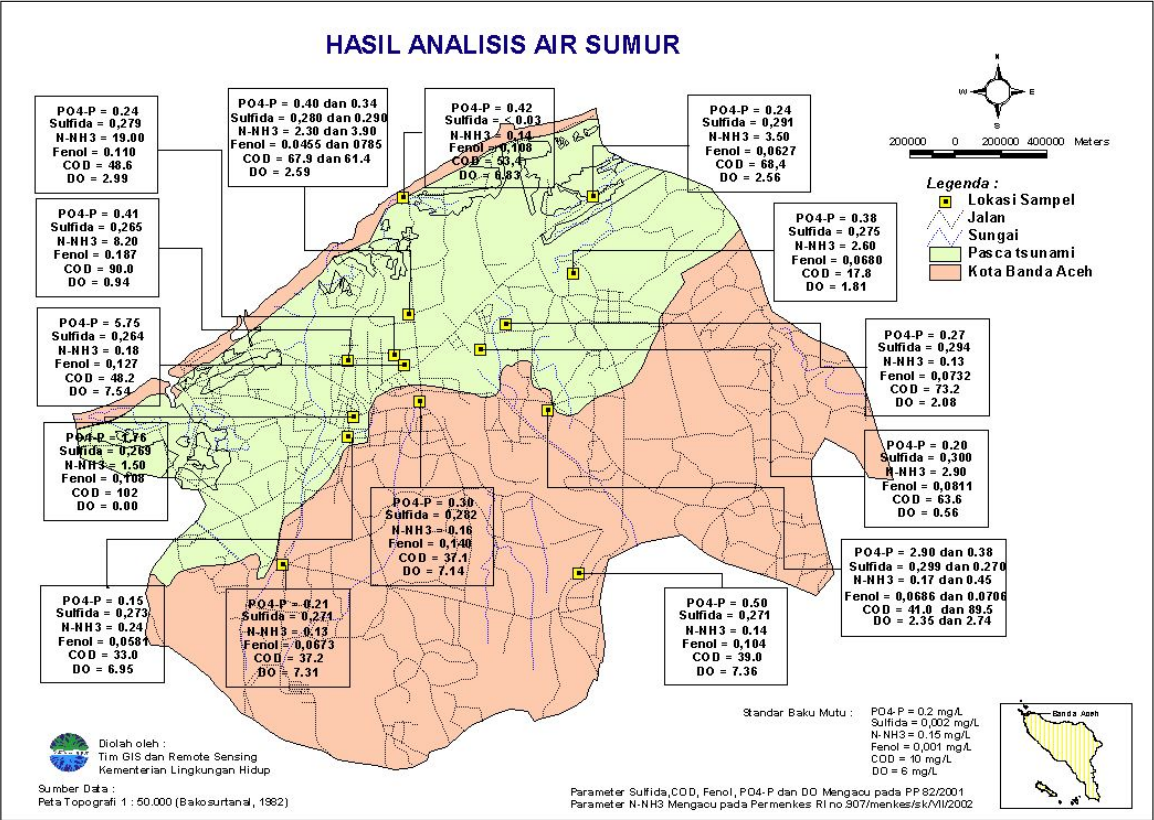 HASIL ANALISIS AIR SUMUR
PO4-P = 0.24
Sulfida = 0,279
N-NH3 = 19.00
Fenol = 0.110
COD = 48.6
DO = 2.99
PO4-P = 0.40 dan 0.34
Sulfida = 0,280 dan 0.290
N-NH3 = 2.30 dan 3.90
Fenol = 0.0455 dan 0785
COD = 67.9 dan 61.4
DO = 2.59
PO4-P = 0.42
Sulfida = < 0.03
N-NH3 = 0.14
Fenol = 0,108
COD = 53,4
DO = 6.83
PO4-P = 0.24
Sulfida = 0,291
N-NH3 = 3.50
Fenol = 0,0627
COD = 68,4
DO = 2.56
N
W
E
S
200000 0 200000 400000 Meters
Legenda :
Lokasi Sampel
Jalan
Sungai
Pasca tsunami
Kota Banda Aceh
PO4-P = 0.41
Sulfida = 0,265
N-NH3 = 8.20
Fenol = 0.187
COD = 90.0
DO = 0.94
PO4-P = 0.38
Sulfida = 0,275
N-NH3 = 2.60
Fenol = 0,0680
COD = 17.8
DO = 1.81
PO4-P = 5.75
Sulfida = 0,264
N-NH3 = 0.18
Fenol = 0,127
COD = 48.2
DO = 7.54
PO4-P = 0.27
Sulfida = 0,294
N-NH3 = 0.13
Fenol = 0,0732
COD = 73.2
DO = 2.08
PO4-P = 1.76
Sulfida = 0,269
N-NH3 = 1.50
Fenol = 0,108
COD = 102
DO = 0.00
PO4-P = 0.20
Sulfida = 0,300
N-NH3 = 2.90
Fenol = 0,0811
COD = 63.6
DO = 0.56
PO4-P = 0.30
Sulfida = 0,282
N-NH3 = 0.16
Fenol = 0,140
COD = 37.1
DO = 7.14
PO4-P = 2.90 dan 0.38
Sulfida = 0,299 dan 0.270
N-NH3 = 0.17 dan 0.45
Fenol = 0,0686 dan 0.0706
COD = 41.0 dan 89.5
DO = 2.35 dan 2.74
PO4-P = 0.15
Sulfida = 0,273
N-NH3 = 0.24
Fenol = 0,0581
COD = 33.0
DO = 6.95
PO4-P = 0.21
Sulfida = 0,271
N-NH3 = 0.13
Fenol = 0,0673
COD = 37.2
DO = 7.31
PO4-P = 0.50
Sulfida = 0,271
N-NH3 = 0.14
Fenol = 0,104
COD = 39.0
DO = 7.36
Standar Baku Mutu :
PO4-P = 0.2 mg/L
Sulfida = 0,002 mg/L
N-NH3 = 0.15 mg/L
Fenol = 0,001 mg/L
COD = 10 mg/L
DO = 6 mg/L
Banda Aceh
Diolah oleh :
Tim GIS dan Remote Sensing
Kementerian Lingkungan Hidup
Sumber Data :
Peta Topografi 1 : 50.000 (Bakosurtanal, 1982)
Parameter Sulfida,COD, Fenol, PO4-P dan DO Mengacu pada PP 82/2001
Parameter N-NH3 Mengacu pada Permenkes RI no 907/menkes/sk/VII/2002